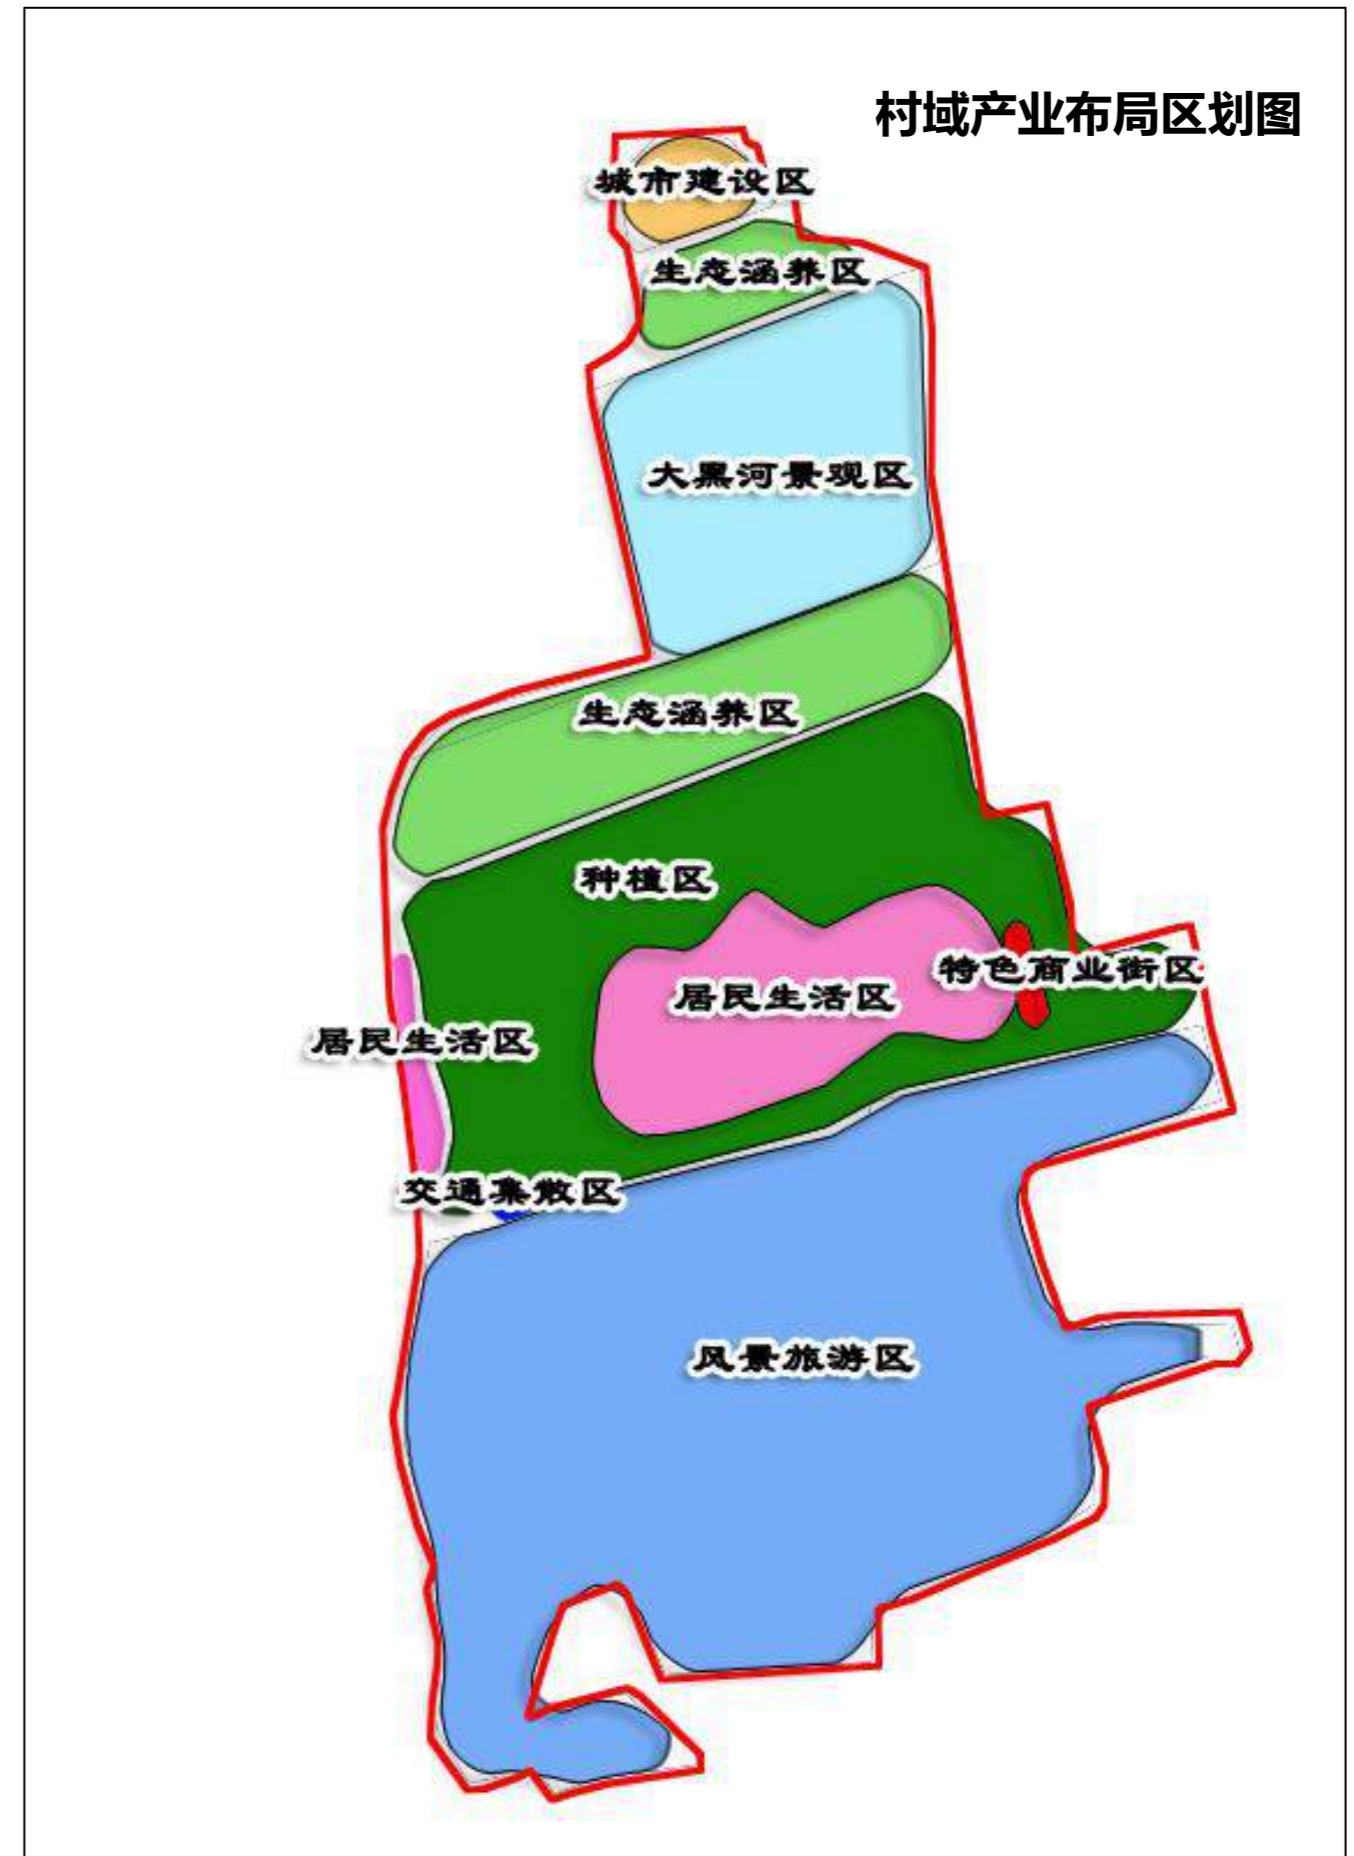 村域产业布局区划图
城市建设区
生态涵养区
大黑河景观区
生态涵养区
种植区
特色商业街区
居民生活区
居民生活区
交通集散区
风景旅游区